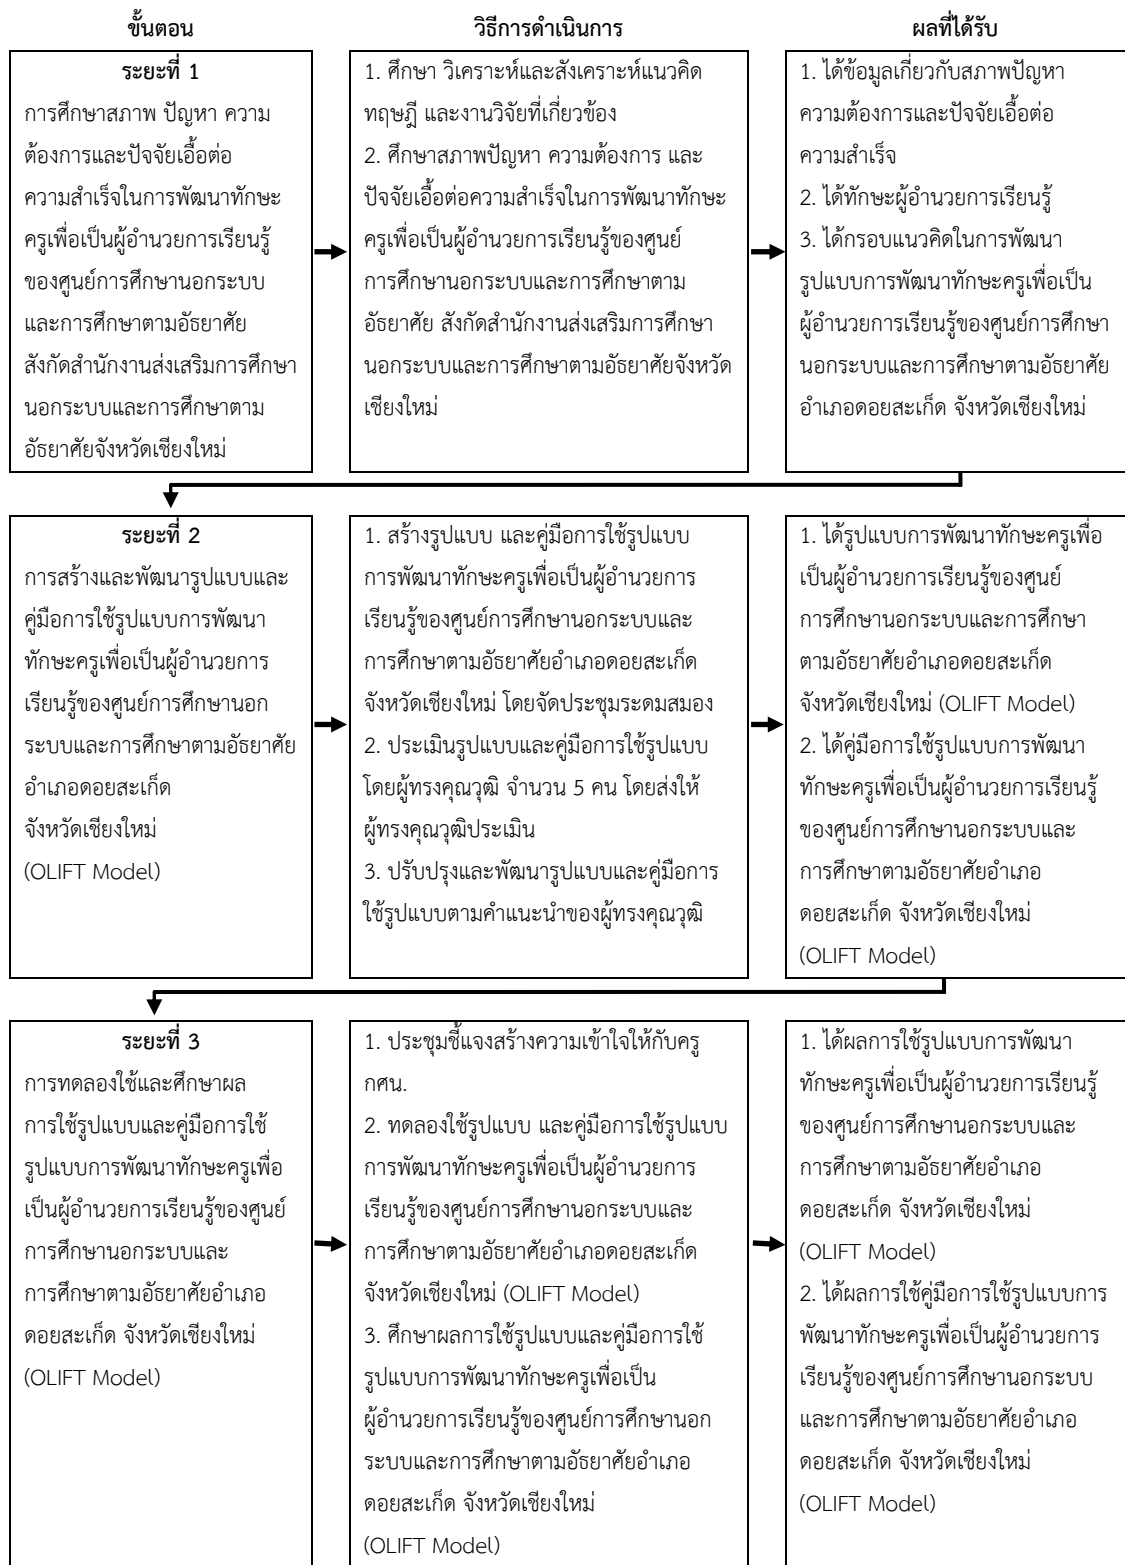 ขั้นตอน
วิธีการดำเนินการ
ผลที่ได้รับ
ระยะที่ 1
การศึกษาสภาพ ปัญหา ความ
ต้องการและปัจจัยเอื้อต่อ
ความสำเร็จในการพัฒนาทักษะ
ครูเพื่อเป็นผู้อำนวยการเรียนรู้
ของศูนย์การศึกษานอกระบบ
และการศึกษาตามอัธยาศัย
สังกัดสำนักงานส่งเสริมการศึกษา
นอกระบบและการศึกษาตาม
อัธยาศัยจังหวัดเชียงใหม่
1. ศึกษา วิเคราะห์และสังเคราะห์แนวคิด
ทฤษฎี และงานวิจัยที่เกี่ยวข้อง
2. ศึกษาสภาพปัญหา ความต้องการ และ
ปัจจัยเอื้อต่อความสำเร็จในการพัฒนาทักษะ
ครูเพื่อเป็นผู้อำนวยการเรียนรู้ของศูนย์
การศึกษานอกระบบและการศึกษาตาม
อัธยาศัย สังกัดสำนักงานส่งเสริมการศึกษา
นอกระบบและการศึกษาตามอัธยาศัยจังหวัด
เชียงใหม่
1. ได้ข้อมูลเกี่ยวกับสภาพปัญหา
ความต้องการและปัจจัยเอื้อต่อ
ความสำเร็จ
2. ได้ทักษะผู้อำนวยการเรียนรู้
3. ได้กรอบแนวคิดในการพัฒนา
รูปแบบการพัฒนาทักษะครูเพื่อเป็น
ผู้อำนวยการเรียนรู้ของศูนย์การศึกษา
นอกระบบและการศึกษาตามอัธยาศัย
อำเภอดอยสะเก็ด จังหวัดเชียงใหม่
ระยะที่ 2
การสร้างและพัฒนารูปแบบและ
คู่มือการใช้รูปแบบการพัฒนา
ทักษะครูเพื่อเป็นผู้อำนวยการ
เรียนรู้ของศูนย์การศึกษานอก
ระบบและการศึกษาตามอัธยาศัย
อำเภอดอยสะเก็ด
จังหวัดเชียงใหม่
(OLIFT Model)
1. สร้างรูปแบบ และคู่มือการใช้รูปแบบ
การพัฒนาทักษะครูเพื่อเป็นผู้อำนวยการ
เรียนรู้ของศูนย์การศึกษานอกระบบและ
การศึกษาตามอัธยาศัยอำเภอดอยสะเก็ด
จังหวัดเชียงใหม่ โดยจัดประชุมระดมสมอง
2. ประเมินรูปแบบและคู่มือการใช้รูปแบบ
โดยผู้ทรงคุณวุฒิ จำนวน 5 คน โดยส่งให้
ผู้ทรงคุณวุฒิประเมิน
3. ปรับปรุงและพัฒนารูปแบบและคู่มือการ
ใช้รูปแบบตามคำแนะนำของผู้ทรงคุณวุฒิ
1. ได้รูปแบบการพัฒนาทักษะครูเพื่อ
เป็นผู้อำนวยการเรียนรู้ของศูนย์
การศึกษานอกระบบและการศึกษา
ตามอัธยาศัยอำเภอดอยสะเก็ด
จังหวัดเชียงใหม่ (OLIFT Model)
2. ได้คู่มือการใช้รูปแบบการพัฒนา
ทักษะครูเพื่อเป็นผู้อำนวยการเรียนรู้
ของศูนย์การศึกษานอกระบบและ
การศึกษาตามอัธยาศัยอำเภอ
ดอยสะเก็ด จังหวัดเชียงใหม่
(OLIFT Model)
ระยะที่ 3
การทดลองใช้และศึกษาผล
การใช้รูปแบบและคู่มือการใช้
รูปแบบการพัฒนาทักษะครูเพื่อ
เป็นผู้อำนวยการเรียนรู้ของศูนย์
การศึกษานอกระบบและ
การศึกษาตามอัธยาศัยอำเภอ
ดอยสะเก็ด จังหวัดเชียงใหม่
(OLIFT Model)
1. ประชุมชี้แจงสร้างความเข้าใจให้กับครู
กศน.
2. ทดลองใช้รูปแบบ และคู่มือการใช้รูปแบบ
การพัฒนาทักษะครูเพื่อเป็นผู้อำนวยการ
เรียนรู้ของศูนย์การศึกษานอกระบบและ
การศึกษาตามอัธยาศัยอำเภอดอยสะเก็ด
จังหวัดเชียงใหม่ (OLIFT Model)
3. ศึกษาผลการใช้รูปแบบและคู่มือการใช้
รูปแบบการพัฒนาทักษะครูเพื่อเป็น
ผู้อำนวยการเรียนรู้ของศูนย์การศึกษานอก
ระบบและการศึกษาตามอัธยาศัยอำเภอ
ดอยสะเก็ด จังหวัดเชียงใหม่
(OLIFT Model)
1. ได้ผลการใช้รูปแบบการพัฒนา
ทักษะครูเพื่อเป็นผู้อำนวยการเรียนรู้
ของศูนย์การศึกษานอกระบบและ
การศึกษาตามอัธยาศัยอำเภอ
ดอยสะเก็ด จังหวัดเชียงใหม่
(OLIFT Model)
2. ได้ผลการใช้คู่มือการใช้รูปแบบการ
พัฒนาทักษะครูเพื่อเป็นผู้อำนวยการ
เรียนรู้ของศูนย์การศึกษานอกระบบ
และการศึกษาตามอัธยาศัยอำเภอ
ดอยสะเก็ด จังหวัดเชียงใหม่
(OLIFT Model)